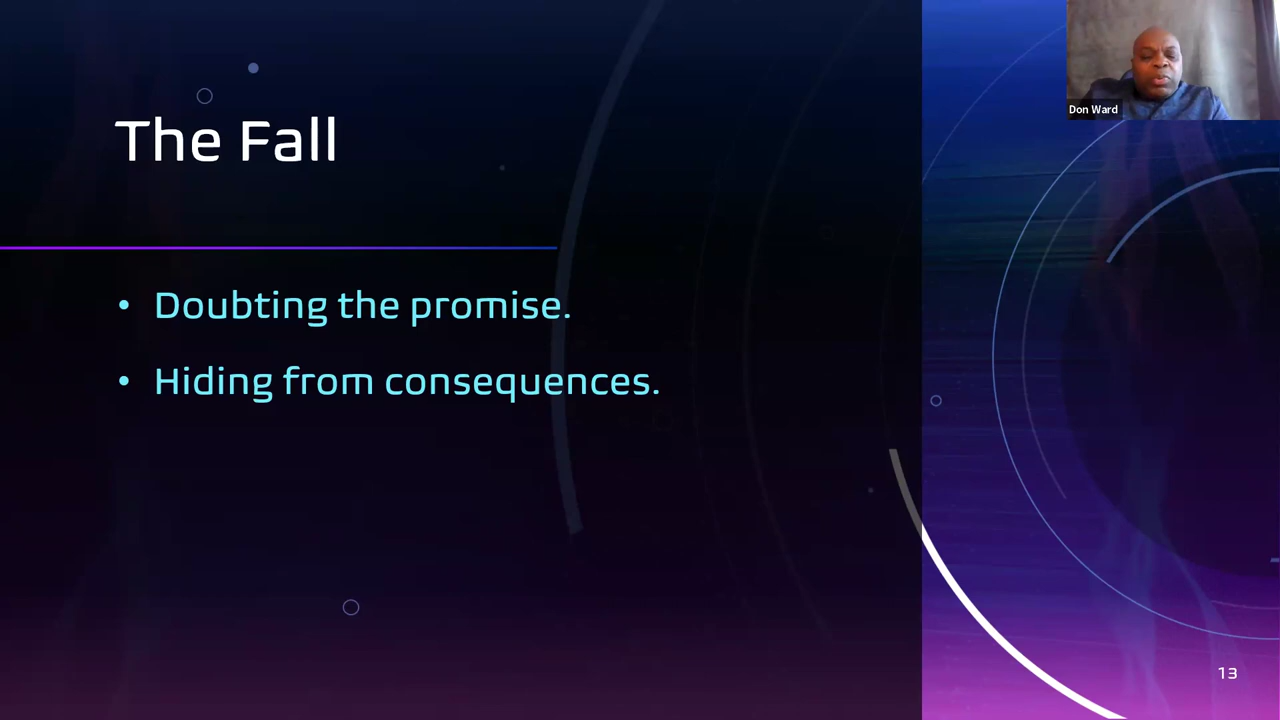 The Fall
• Doubting the promise.
• Hiding from consequences.
Don Ward
13